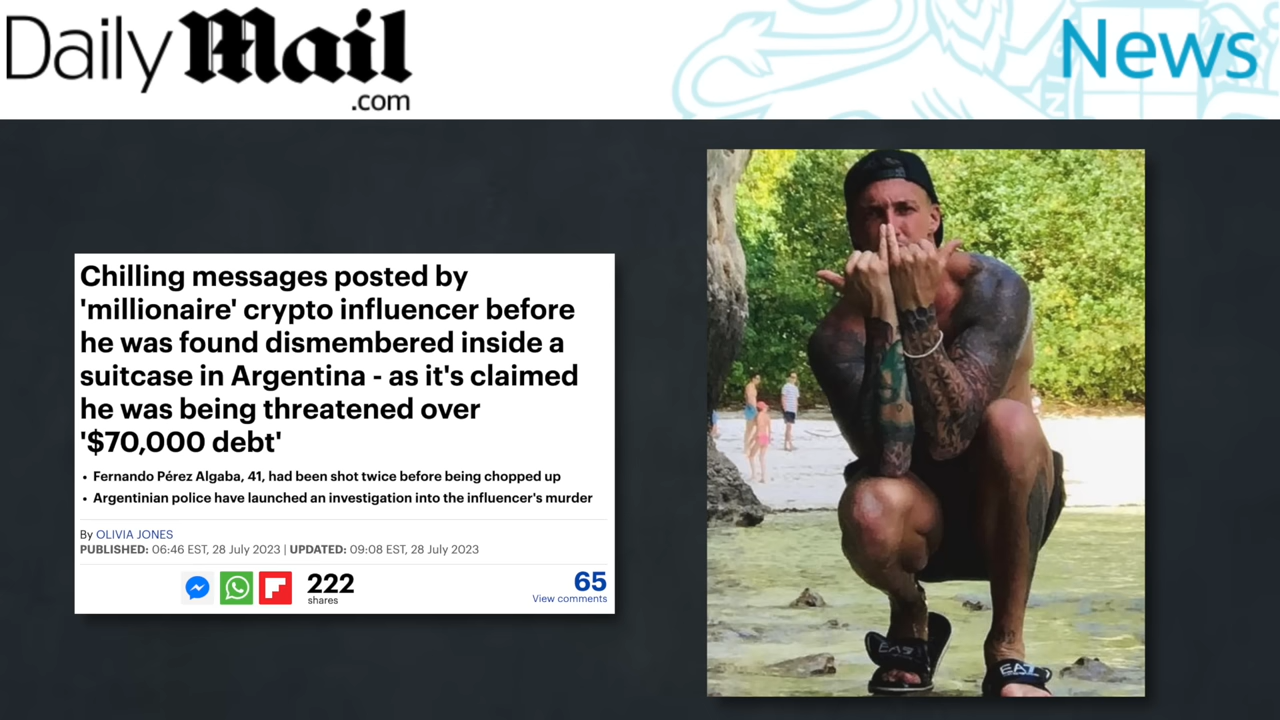 Daily Mail
.com
News
Chilling messages posted by
'millionaire' crypto influencer before
he was found dismembered inside a
suitcase in Argentina - as it's claimed
he was being threatened over
'$70,000 debt'
• Fernando Pérez Algaba, 41, had been shot twice before being chopped up
• Argentinian police have launched an investigation into the influencer's murder
By OLIVIA JONES
PUBLISHED: 06:46 EST, 28 July 2023 | UPDATED: 09:08 EST, 28 July 2023
222
shares
65
View comments
EA7
EA7